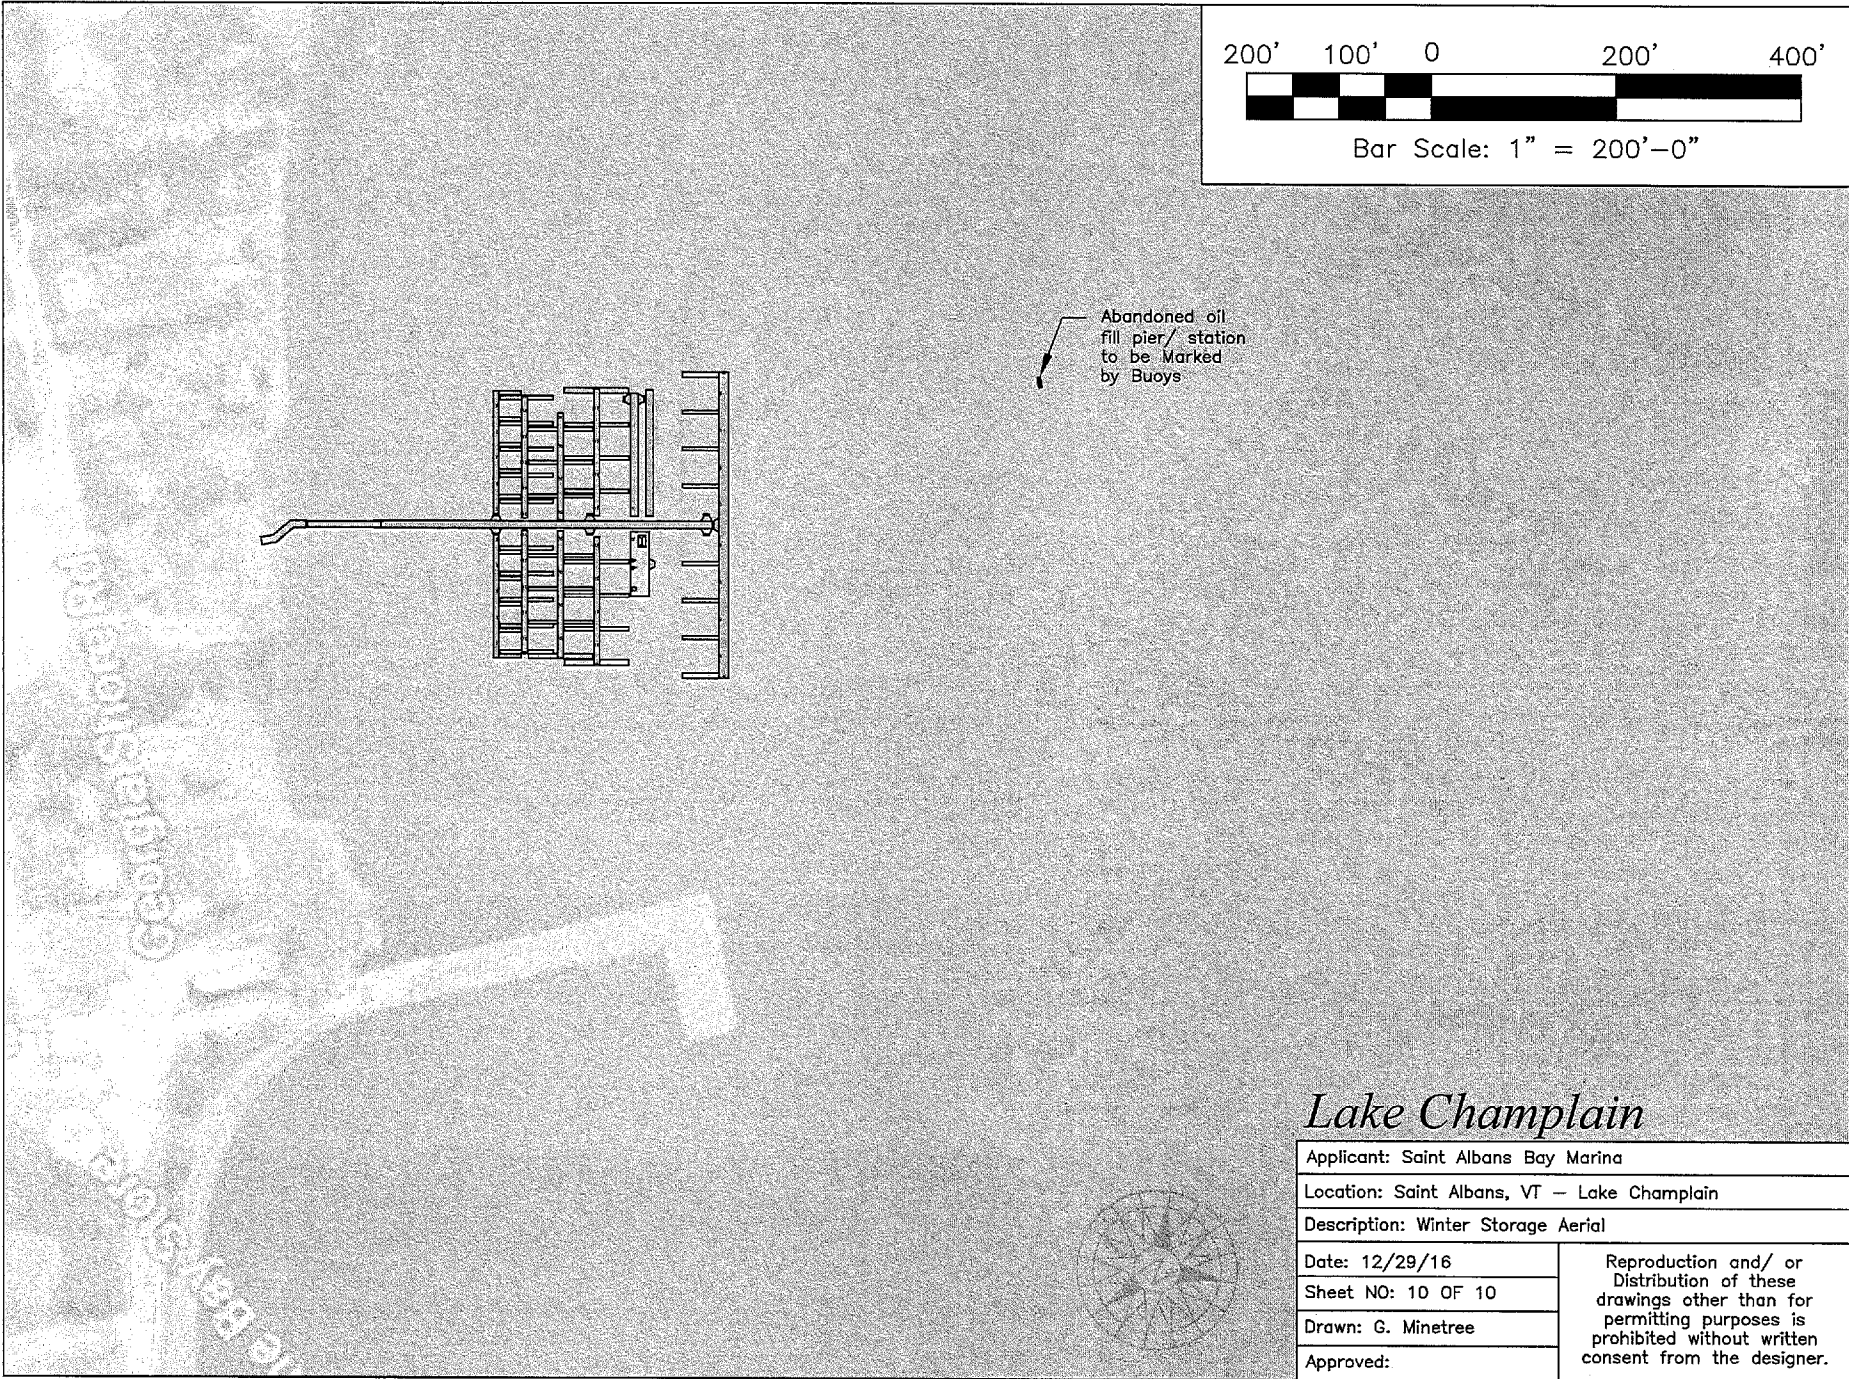 200' 100' 0 200' 400'
Bar Scale: 1" = 200'-0"
Abandoned oil
fill pier/ station
to be Marked
by Buoys
Lake Champlain
Applicant: Saint Albans Bay Marina
Location: Saint Albans, VT - Lake Champlain
Description: Winter Storage Aerial
Date: 12/29/16
Sheet NO: 10 OF 10
Drawn: G. Minetree
Approved:
Reproduction and/ or
Distribution of these
drawings other than for
permitting purposes is
prohibited without written
consent from the designer.